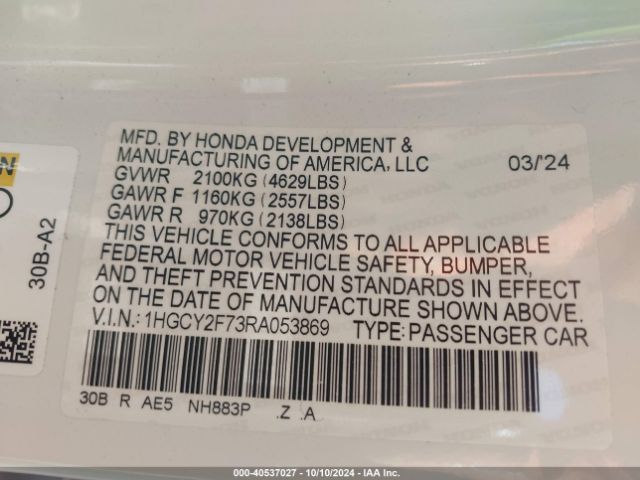 MFD. BY HONDA DEVELOPMENT &
MANUFACTURING OF AMERICA, LLC 03/'24
GVWR 2100KG (4629LBS)
GAWR F 1160KG (2557LBS)
GAWR R 970KG (2138LBS)
THIS VEHICLE CONFORMS TO ALL APPLICABLE
FEDERAL MOTOR VEHICLE SAFETY, BUMPER,
AND THEFT PREVENTION STANDARDS IN EFFECT
ON THE DATE OF MANUFACTURE SHOWN ABOVE.
V.I.N.: 1HGCY2F73RA053869 TYPE: PASSENGER CAR
30B R AE5 NH883P .Z .A
30B-A2
000-40537027 - 10/10/2024 - IAA Inc.